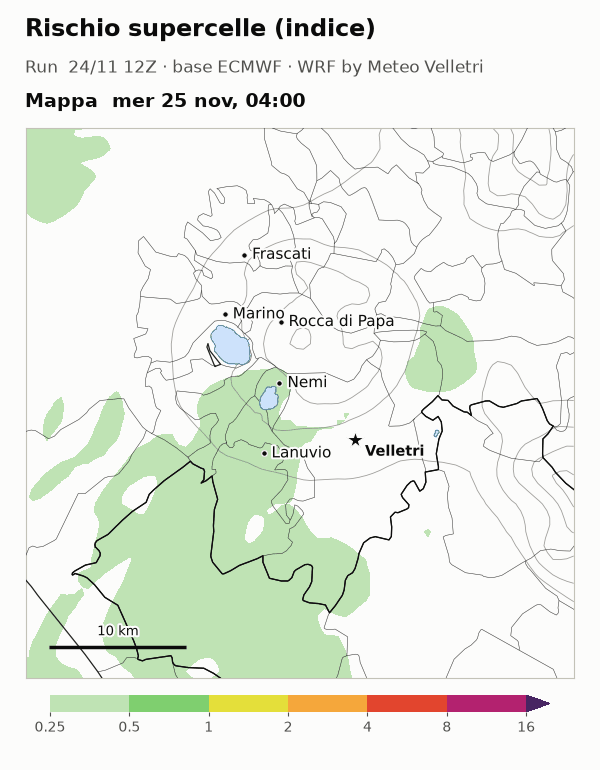 Rischio supercelle (indice)
Run  24/11 12Z · base ECMWF · WRF by Meteo Velletri
Mappa  mer 25 nov, 04:00
Frascati
Marino
Rocca di Papa
Nemi
Velletri
Lanuvio
10 km
0.25 0.5 1 2 4 8 16